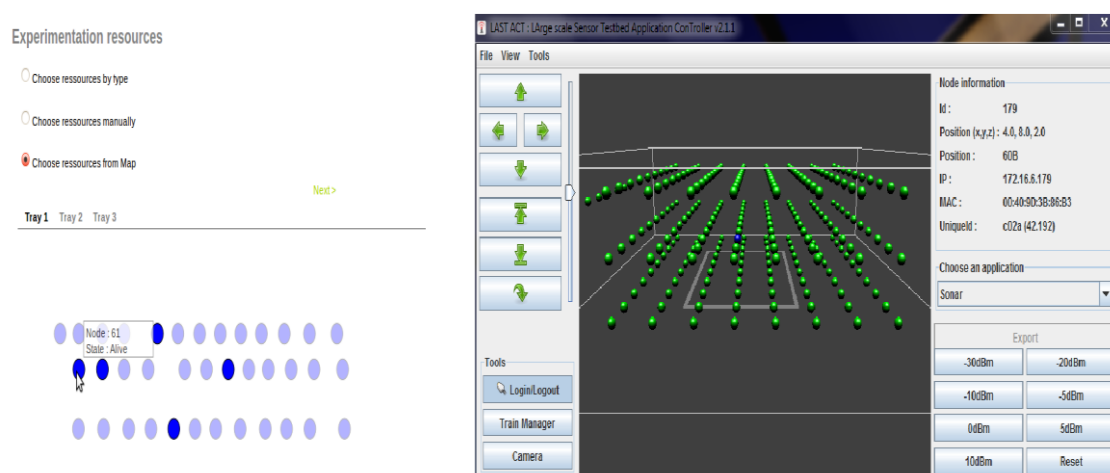 Experimentation resources
Choose ressources by type
Choose ressources manually
Choose ressources from Map
Next >
Tray 1 Tray 2 Tray 3
Node : 61
State : Alive
LAST ACT : LArge scale Sensor Testbed Application ConTroller v2.1.1
File View Tools
Tools
Login/Logout
Train Manager
Camera
Node information
Id : 179
Position (x,y,z) : 4.0, 8.0, 2.0
Position : 60B
IP : 172.16.6.179
MAC : 00:40:9D:3B:86:B3
UniqueId : c02a (42.192)
Choose an application
Sonar
Export
-30dBm -20dBm
-10dBm -5dBm
0dBm 5dBm
10dBm Reset